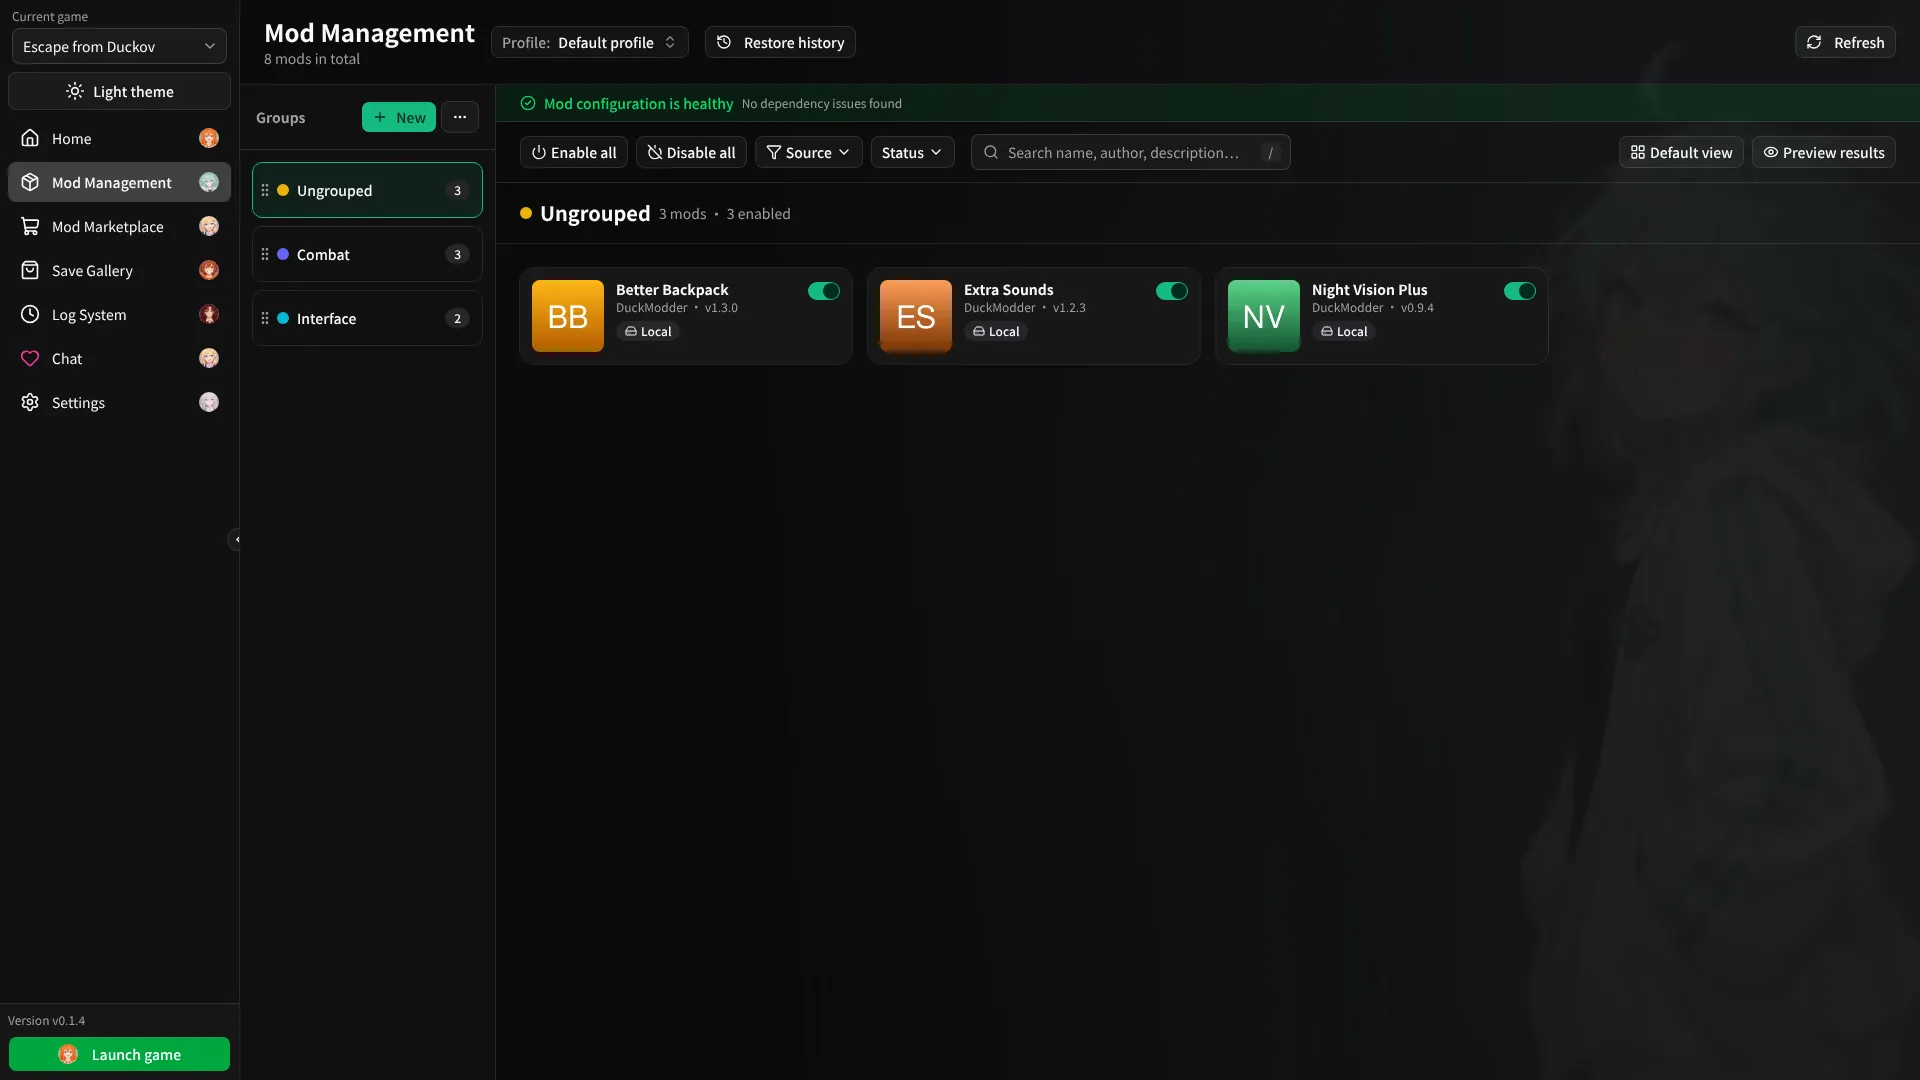 Current game
Escape from Duckov
Light theme
Home
Mod Management
Mod Marketplace
Save Gallery
Log System
Chat
Settings
Version v0.1.4
Launch game
Mod Management
8 mods in total
Profile: Default profile
Restore history
Refresh
Groups
+ New
...
Ungrouped 3
Combat 3
Interface 2
Mod configuration is healthy No dependency issues found
Enable all
Disable all
Source
Status
Search name, author, description… /
Default view
Preview results
Ungrouped 3 mods • 3 enabled
BB
Better Backpack
DuckModder • v1.3.0
Local
ES
Extra Sounds
DuckModder • v1.2.3
Local
NV
Night Vision Plus
DuckModder • v0.9.4
Local